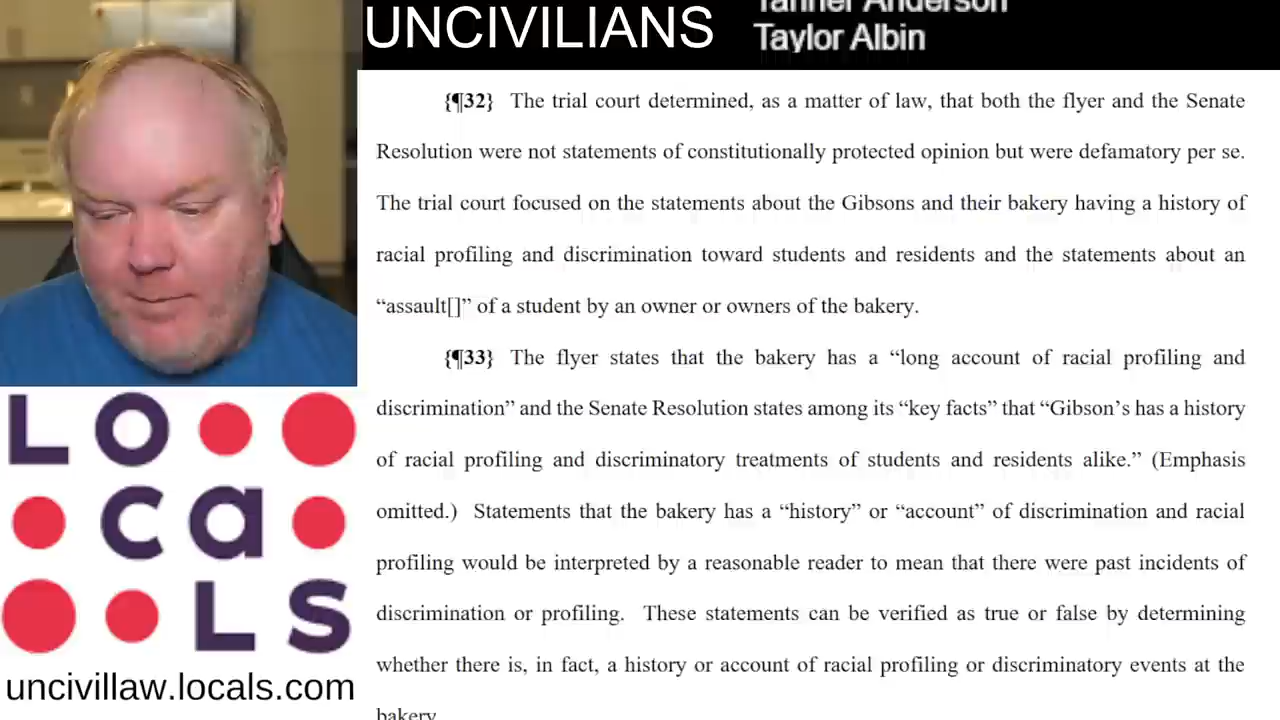 UNCIVILIANS
Tanner Anderson
Taylor Albin
{¶32} The trial court determined, as a matter of law, that both the flyer and the Senate
Resolution were not statements of constitutionally protected opinion but were defamatory per se.
The trial court focused on the statements about the Gibsons and their bakery having a history of
racial profiling and discrimination toward students and residents and the statements about an
“assault[]” of a student by an owner or owners of the bakery.
{¶33} The flyer states that the bakery has a “long account of racial profiling and
discrimination” and the Senate Resolution states among its “key facts” that “Gibson’s has a history
of racial profiling and discriminatory treatments of students and residents alike.” (Emphasis
omitted.) Statements that the bakery has a “history” or “account” of discrimination and racial
profiling would be interpreted by a reasonable reader to mean that there were past incidents of
discrimination or profiling. These statements can be verified as true or false by determining
whether there is, in fact, a history or account of racial profiling or discriminatory events at the
bakery.
LO
ca
LS
uncivillaw.locals.com